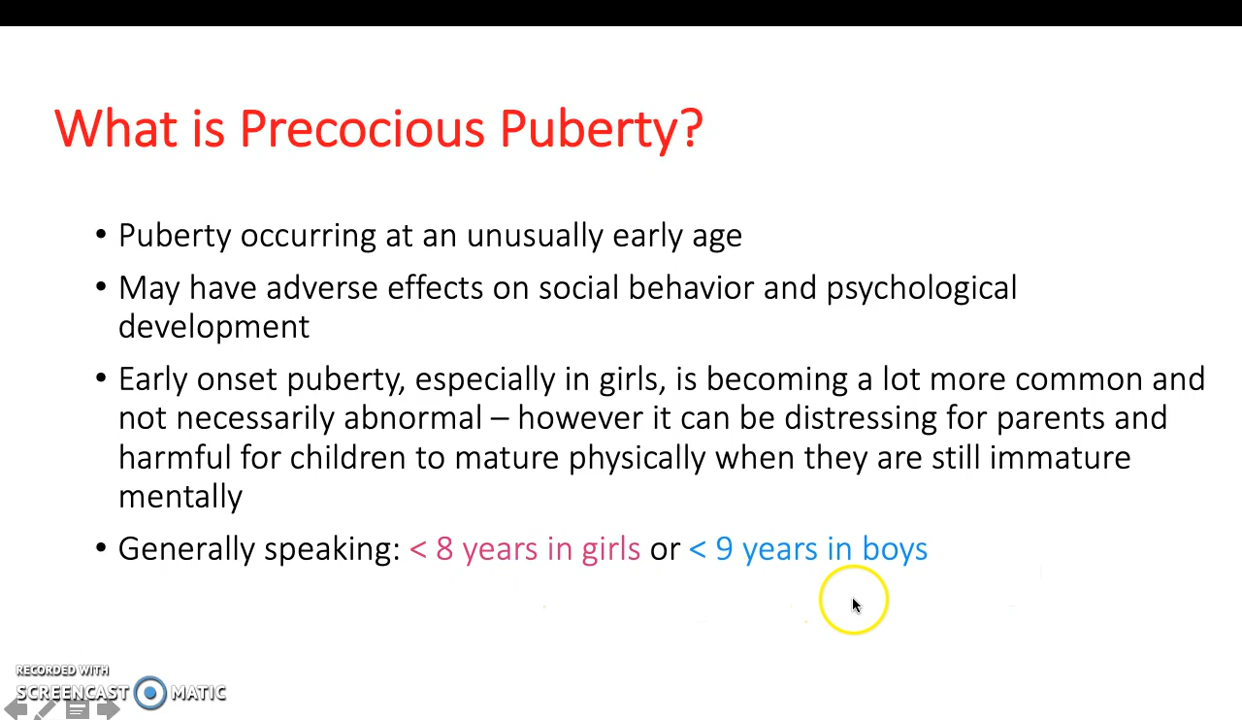 What is Precocious Puberty?
• Puberty occurring at an unusually early age
• May have adverse effects on social behavior and psychological
development
• Early onset puberty, especially in girls, is becoming a lot more common and
not necessarily abnormal – however it can be distressing for parents and
harmful for children to mature physically when they are still immature
mentally
• Generally speaking: < 8 years in girls or < 9 years in boys
RECORDED WITH
SCREENCAST MATIC